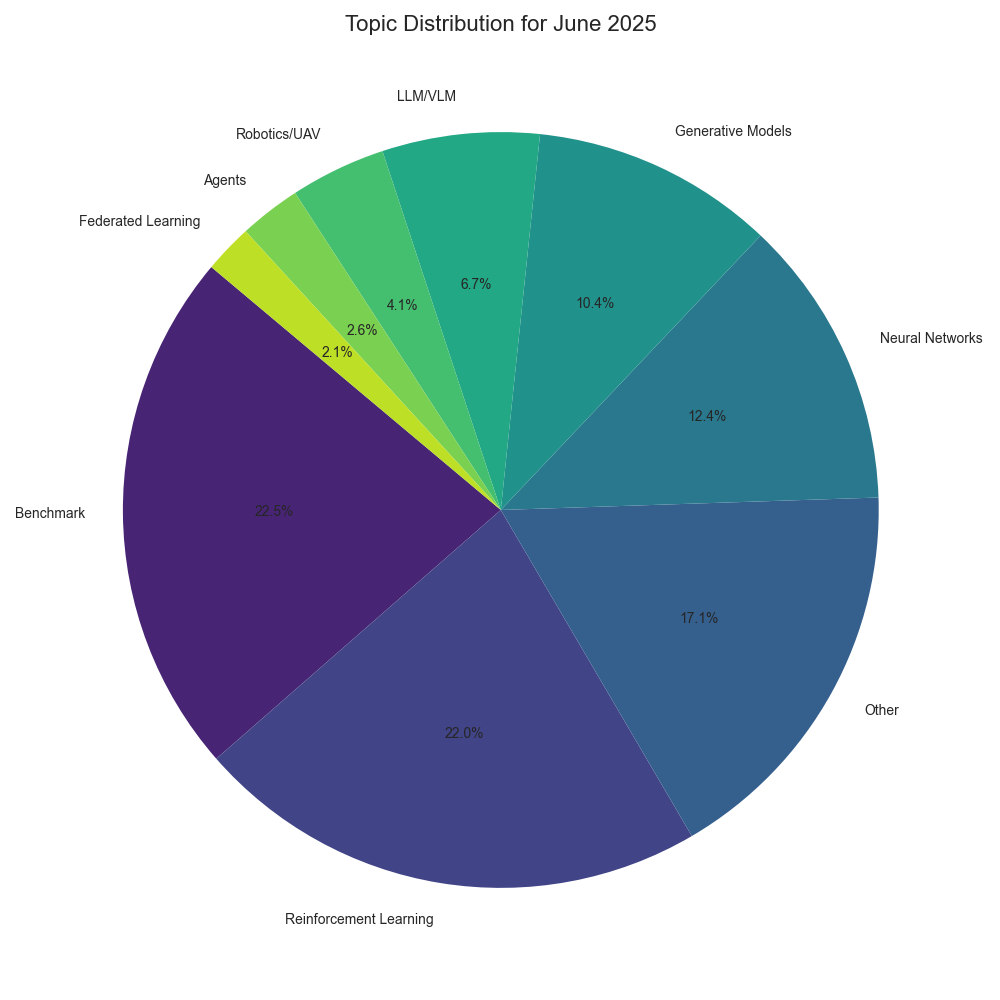 Topic Distribution for June 2025
LLM/VLM
Generative Models
Robotics/UAV
Agents
Federated Learning
Neural Networks
Benchmark
Other
Reinforcement Learning
6.7%
10.4%
4.1%
2.6%
2.1%
12.4%
22.5%
17.1%
22.0%